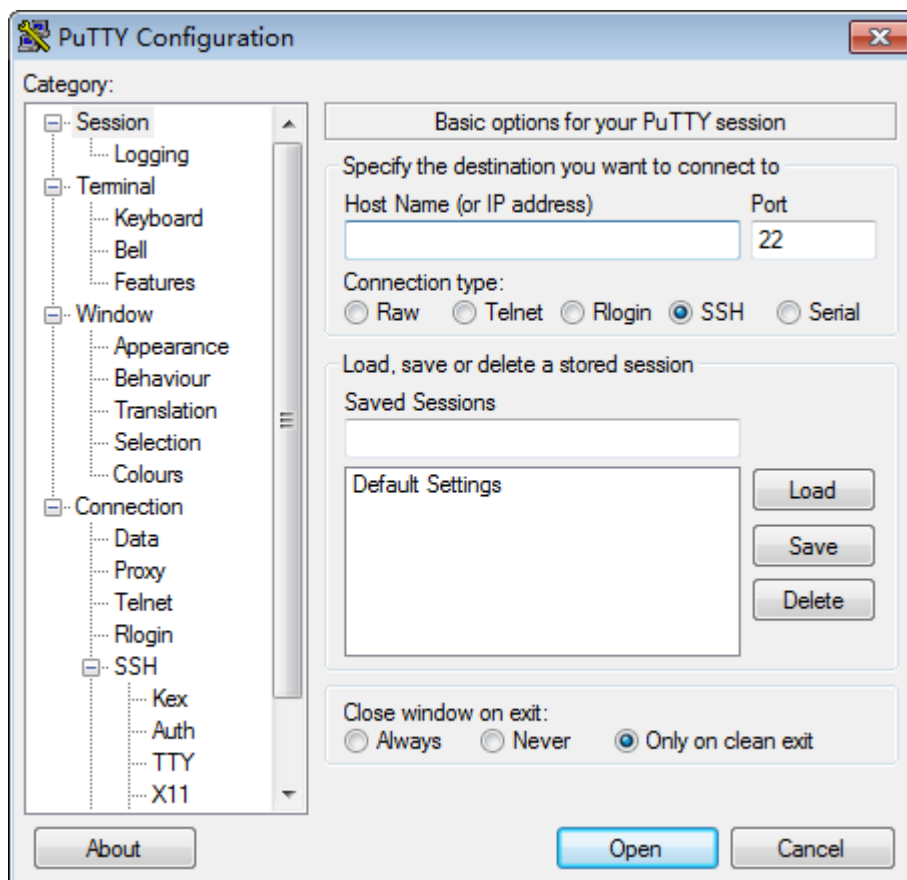 PuTTY Configuration
Category:
Session
Logging
Terminal
Keyboard
Bell
Features
Window
Appearance
Behaviour
Translation
Selection
Colours
Connection
Data
Proxy
Telnet
Rlogin
SSH
Kex
Auth
TTY
X11
Basic options for your PuTTY session
Specify the destination you want to connect to
Host Name (or IP address) Port
22
Connection type:
Raw Telnet Rlogin SSH Serial
Load, save or delete a stored session
Saved Sessions
Default Settings
Load
Save
Delete
Close window on exit:
Always Never Only on clean exit
About Open Cancel